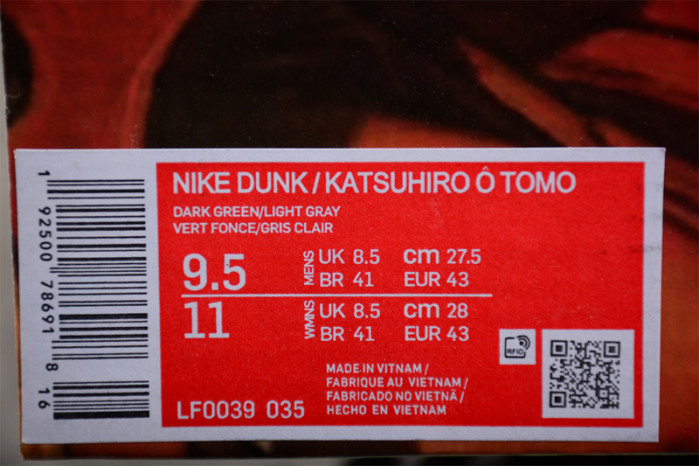 NIKE DUNK / KATSUHIRO Ô TOMO
DARK GREEN/LIGHT GRAY
VERT FONCE/GRIS CLAIR
9.5 MENS UK 8.5 cm 27.5
BR 41 EUR 43
11 WMNS UK 8.5 cm 28
BR 41 EUR 43
RFID
MADE IN VITNAM /
FABRIQUE AU VIETNAM /
FABRICADO NO VIETNÃ /
HECHO EN VIETNAM
LF0039 035
1 92500 78691 8 16